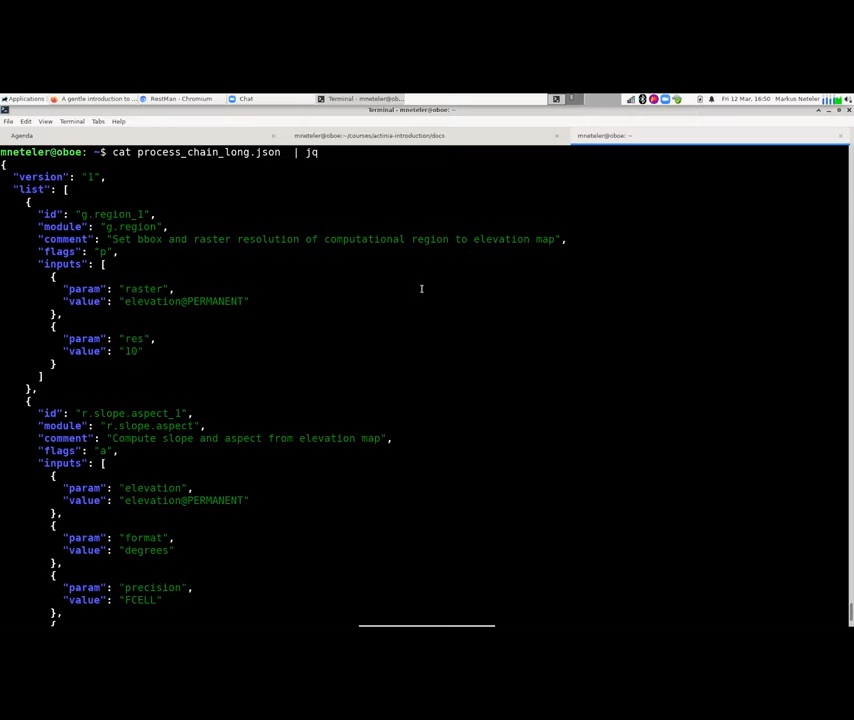 Applications
A gentle introduction to ...
RestMan - Chromium
Chat
Terminal - mneteler@ob...
Fri 12 Mar, 16:50
Markus Neteler
Terminal - mneteler@oboe: ~
File Edit View Terminal Tabs Help
Agenda
mneteler@oboe:~/courses/actinia-introduction/docs
mneteler@oboe: ~
mneteler@oboe: ~$ cat process_chain_long.json  | jq
{
  "version": "1",
  "list": [
    {
      "id": "g.region_1",
      "module": "g.region",
      "comment": "Set bbox and raster resolution of computational region to elevation map",
      "flags": "p",
      "inputs": [
        {
          "param": "raster",
          "value": "elevation@PERMANENT"
        },
        {
          "param": "res",
          "value": "10"
        }
      ]
    },
    {
      "id": "r.slope.aspect_1",
      "module": "r.slope.aspect",
      "comment": "Compute slope and aspect from elevation map",
      "flags": "a",
      "inputs": [
        {
          "param": "elevation",
          "value": "elevation@PERMANENT"
        },
        {
          "param": "format",
          "value": "degrees"
        },
        {
          "param": "precision",
          "value": "FCELL"
        },
        {